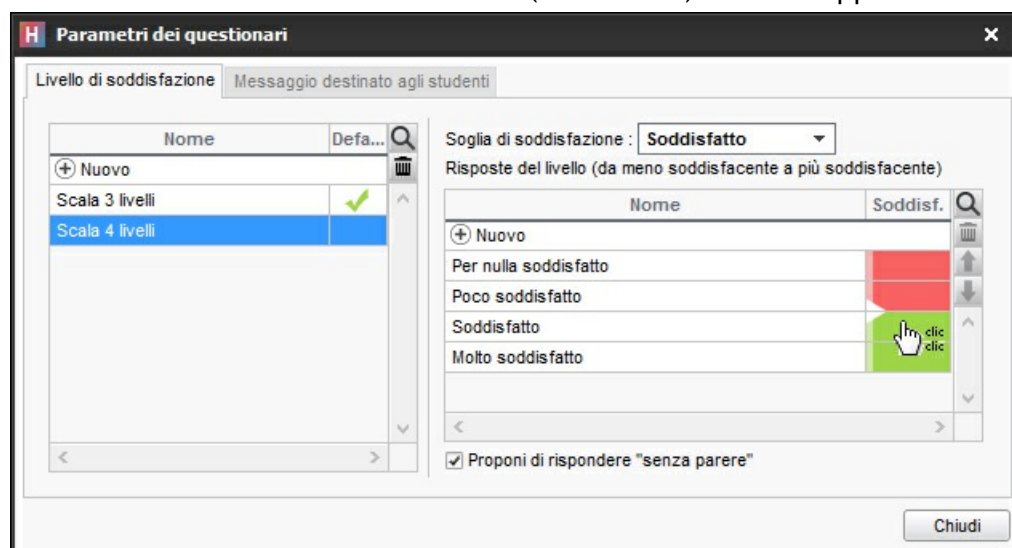 H Parametri dei questionari
Livello di soddisfazione Messaggio destinato agli studenti
Nome Defa...
Nuovo
Scala 3 livelli
Scala 4 livelli
Soglia di soddisfazione : Soddisfatto
Risposte del livello (da meno soddisfacente a più soddisfacente)
Nome Soddisf.
Nuovo
Per nulla soddisfatto
Poco soddisfatto
Soddisfatto
clic
clic
Molto soddisfatto
Proponi di rispondere "senza parere"
Chiudi